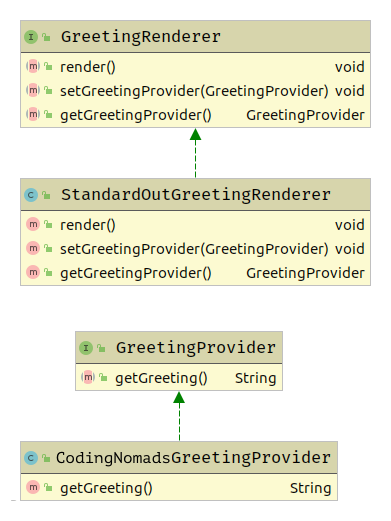 I GreetingRenderer
m render() void
m setGreetingProvider(GreetingProvider) void
m getGreetingProvider() GreetingProvider
C StandardOutGreetingRenderer
m render() void
m setGreetingProvider(GreetingProvider) void
m getGreetingProvider() GreetingProvider
I GreetingProvider
m getGreeting() String
C CodingNomadsGreetingProvider
m getGreeting() String